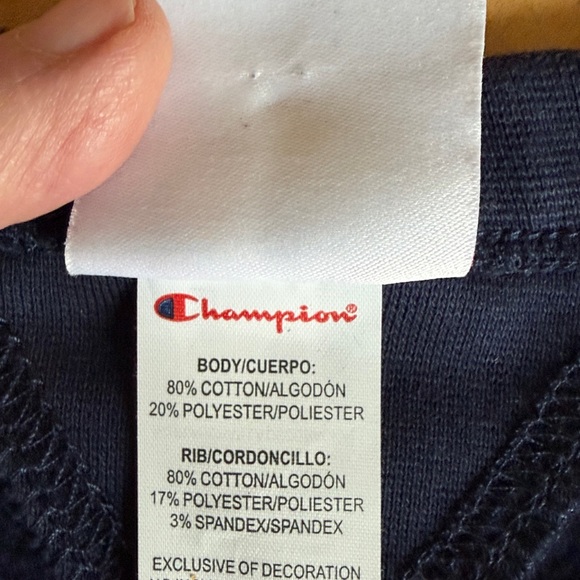 Champion®
BODY/CUERPO:
80% COTTON/ALGODÓN
20% POLYESTER/POLIESTER
RIB/CORDONCILLO:
80% COTTON/ALGODÓN
17% POLYESTER/POLIESTER
3% SPANDEX/SPANDEX
EXCLUSIVE OF DECORATION